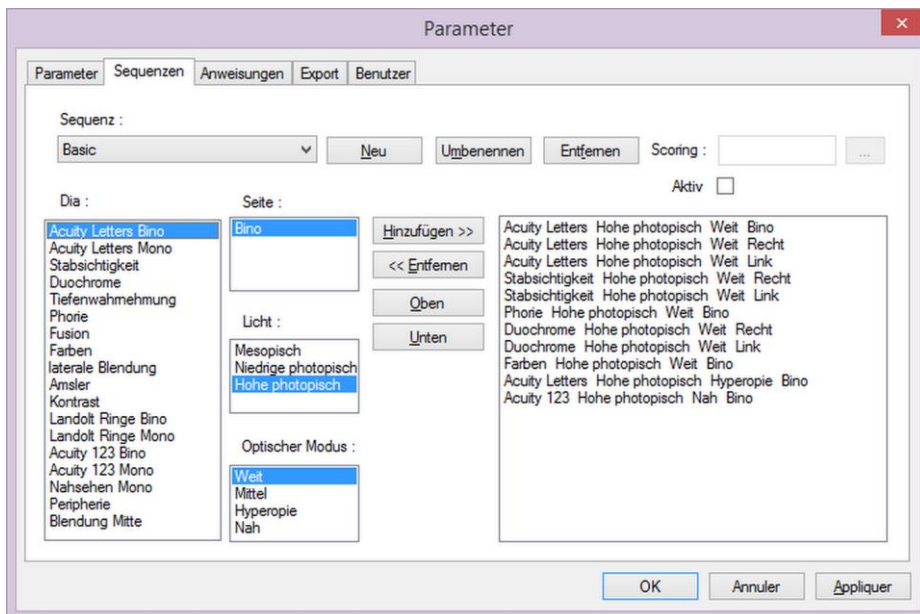 Parameter
Parameter Sequenzen Anweisungen Export Benutzer
Sequenz :
Basic Neu Umbenennen Entfernen Scoring : ...
Aktiv
Dia :
Acuity Letters Bino
Acuity Letters Mono
Stabsichtigkeit
Duochrome
Tiefenwahrnehmung
Phorie
Fusion
Farben
laterale Blendung
Amsler
Kontrast
Landolt Ringe Bino
Landolt Ringe Mono
Acuity 123 Bino
Acuity 123 Mono
Nahsehen Mono
Peripherie
Blendung Mitte
Seite :
Bino
Licht :
Mesopisch
Niedrige photopisch
Hohe photopisch
Optischer Modus :
Weit
Mittel
Hyperopie
Nah
Hinzufügen >>
<< Entfernen
Oben
Unten
Acuity Letters Hohe photopisch Weit Bino
Acuity Letters Hohe photopisch Weit Recht
Acuity Letters Hohe photopisch Weit Link
Stabsichtigkeit Hohe photopisch Weit Recht
Stabsichtigkeit Hohe photopisch Weit Link
Phorie Hohe photopisch Weit Bino
Duochrome Hohe photopisch Weit Recht
Duochrome Hohe photopisch Weit Link
Farben Hohe photopisch Weit Bino
Acuity Letters Hohe photopisch Hyperopie Bino
Acuity 123 Hohe photopisch Nah Bino
OK Annuler Appliquer